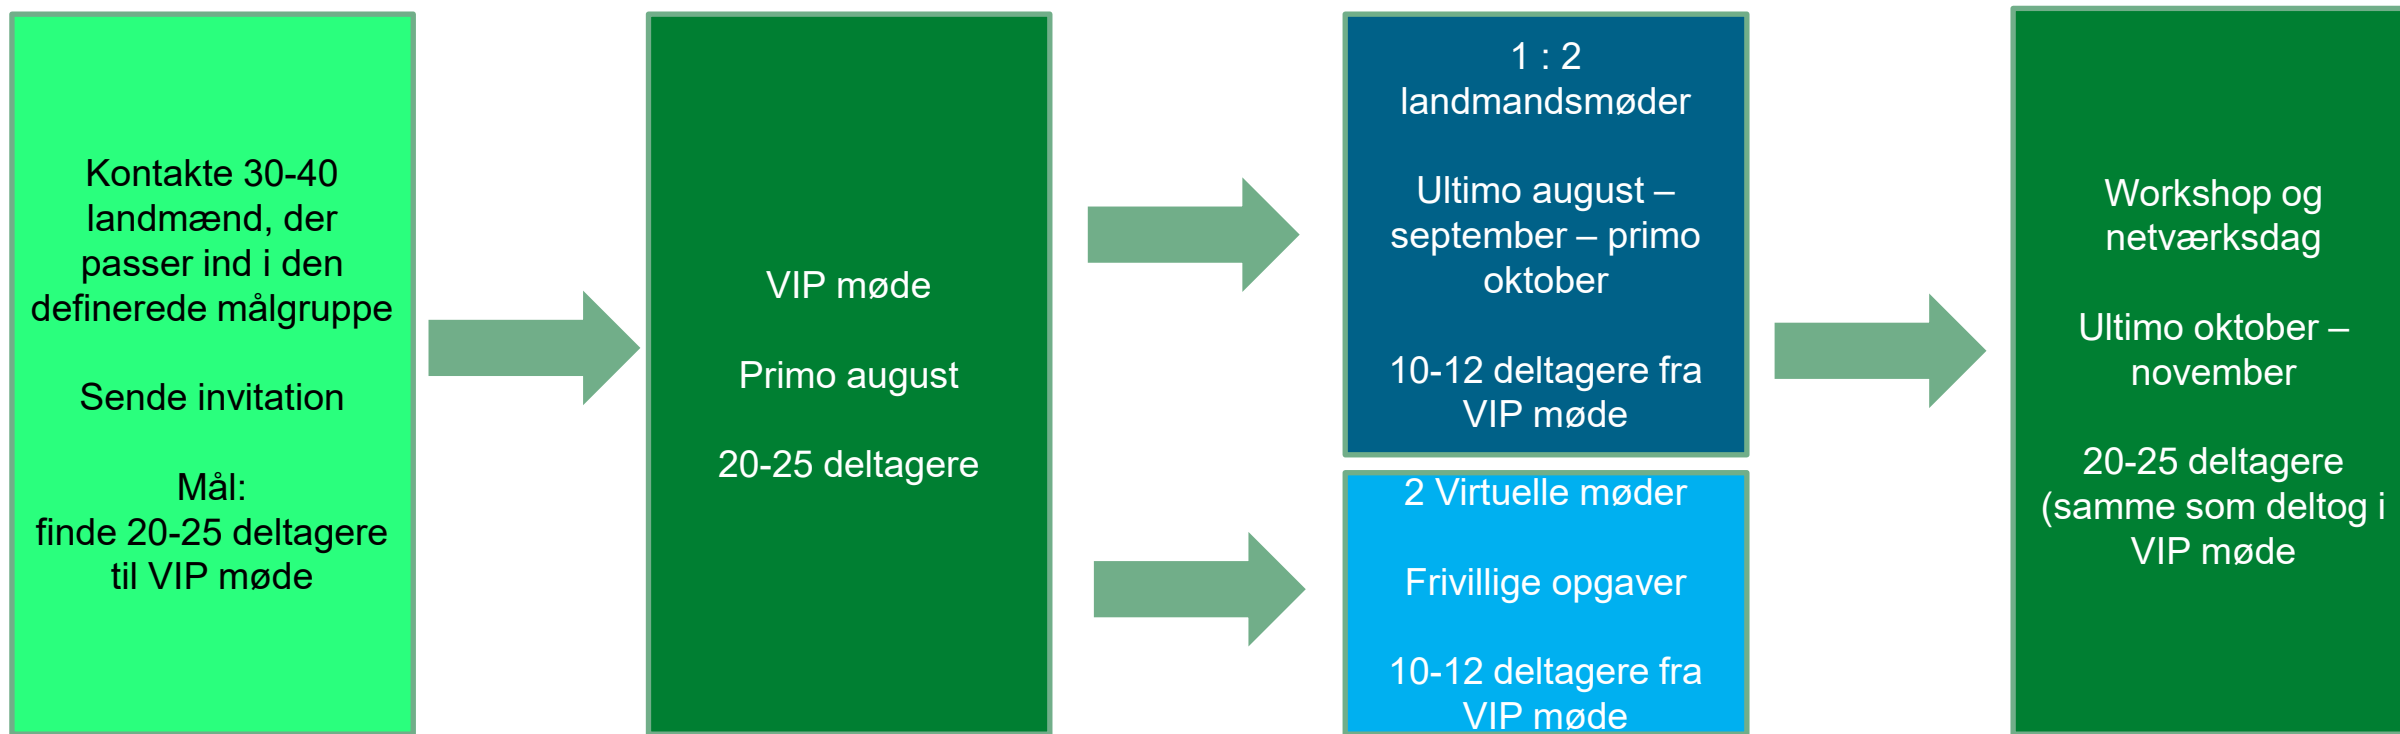 Kontakte 30-40
landmænd, der
passer ind i den
definerede målgruppe
Sende invitation
Mål:
finde 20-25 deltagere
til VIP møde
VIP møde
Primo august
20-25 deltagere
1 : 2
landmandsmøder
Ultimo august –
september – primo
oktober
10-12 deltagere fra
VIP møde
2 Virtuelle møder
Frivillige opgaver
10-12 deltagere fra
VIP møde
Workshop og
netværksdag
Ultimo oktober –
november
20-25 deltagere
(samme som deltog i
VIP møde